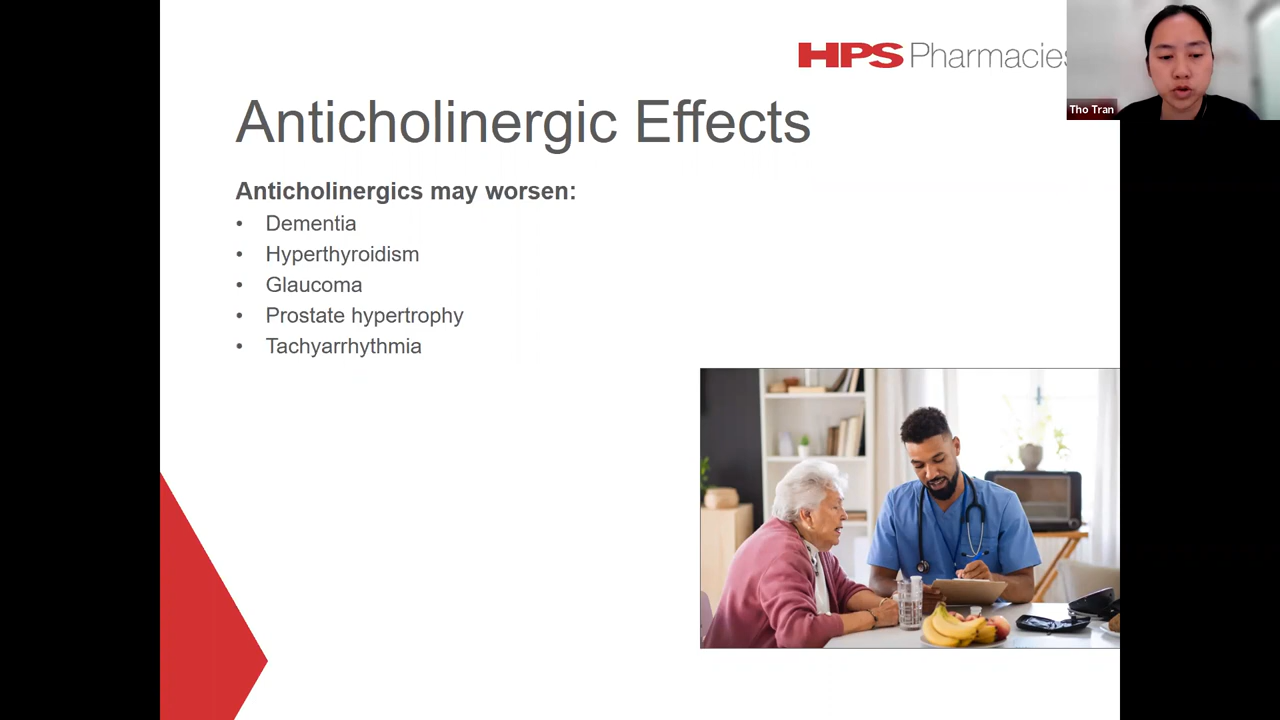 HPS Pharmacies
Tho Tran
Anticholinergic Effects
Anticholinergics may worsen:
• Dementia
• Hyperthyroidism
• Glaucoma
• Prostate hypertrophy
• Tachyarrhythmia